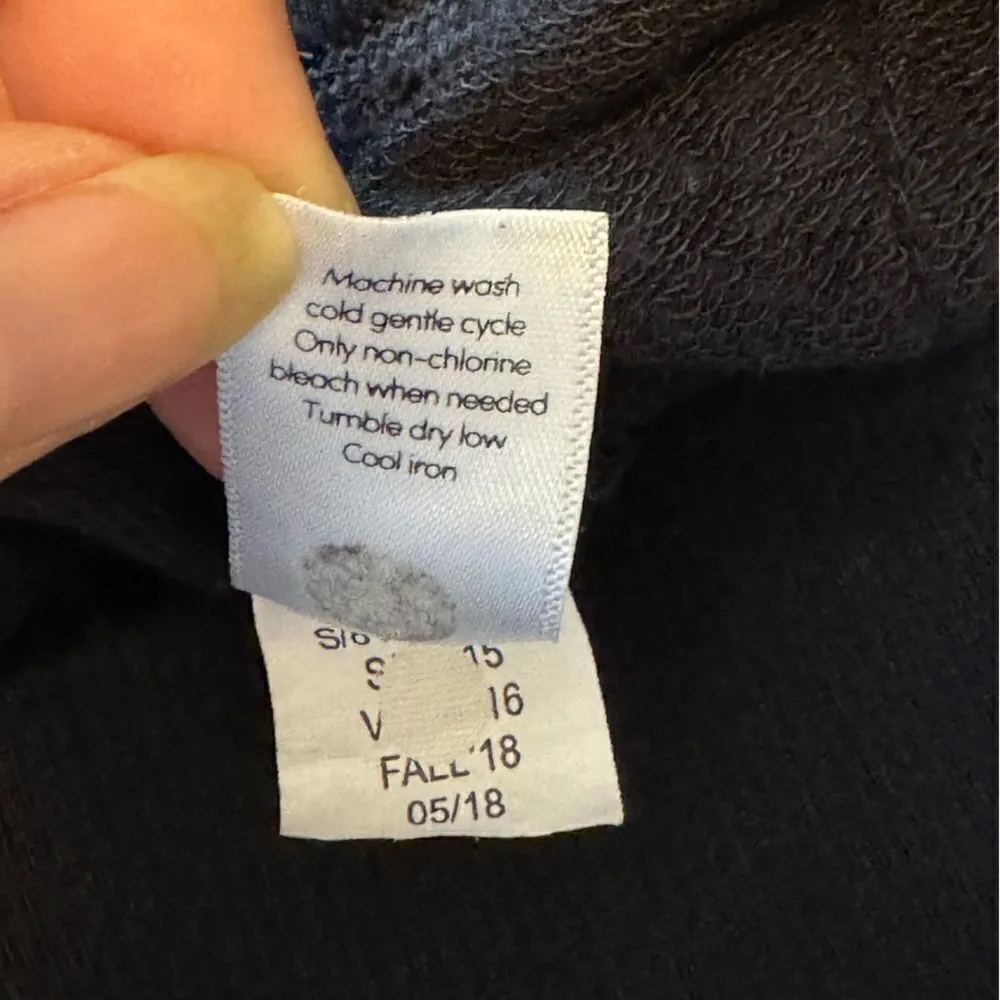 Machine wash
cold gentle cycle
Only non-chlorine
bleach when needed
Tumble dry low
Cool iron
15
16
FALL'18
05/18